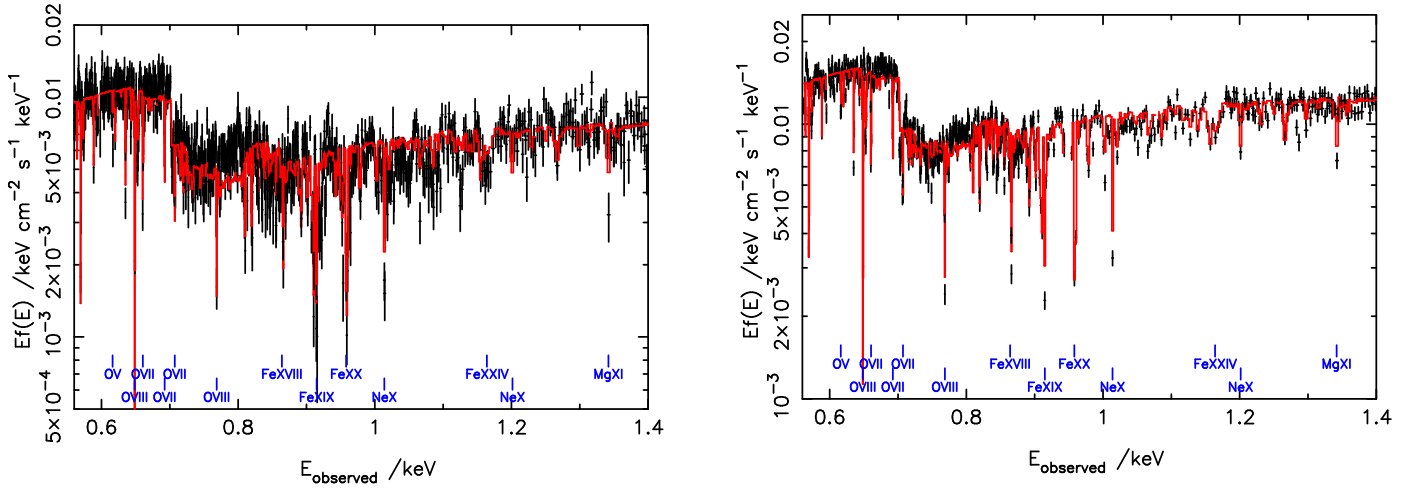 0.02
0.01
5×10⁻³
2×10⁻³
10⁻³
5×10⁻⁴
Ef(E) /keV cm⁻² s⁻¹ keV⁻¹
OV OVII OVII FeXVIII FeXX FeXXIV MgXI
OVIII OVII OVIII FeXIX NeX NeX
0.6 0.8 1 1.2 1.4
E_observed /keV
0.02
0.01
5×10⁻³
2×10⁻³
10⁻³
Ef(E) /keV cm⁻² s⁻¹ keV⁻¹
OV OVII OVII FeXVIII FeXX FeXXIV MgXI
OVIII OVII OVIII FeXIX NeX NeX
0.6 0.8 1 1.2 1.4
E_observed /keV